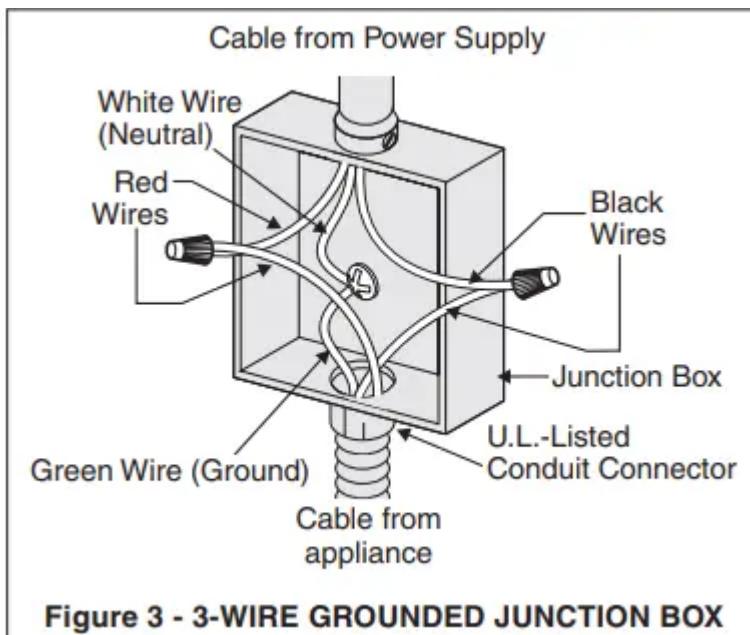 Cable from Power Supply
White Wire
(Neutral)
Red
Wires
Black
Wires
Junction Box
U.L.-Listed
Conduit Connector
Green Wire (Ground)
Cable from
appliance
Figure 3 - 3-WIRE GROUNDED JUNCTION BOX